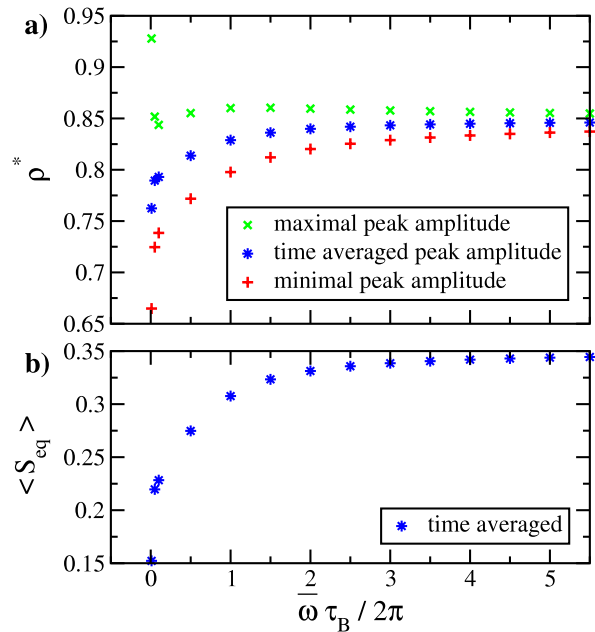 a)
0.95
0.9
0.85
0.8
0.75
0.7
0.65
ρ*
maximal peak amplitude
time averaged peak amplitude
minimal peak amplitude
b)
0.35
0.3
0.25
0.2
0.15
<S_eq>
time averaged
0 1 2 3 4 5
ω̅ τ_B / 2π